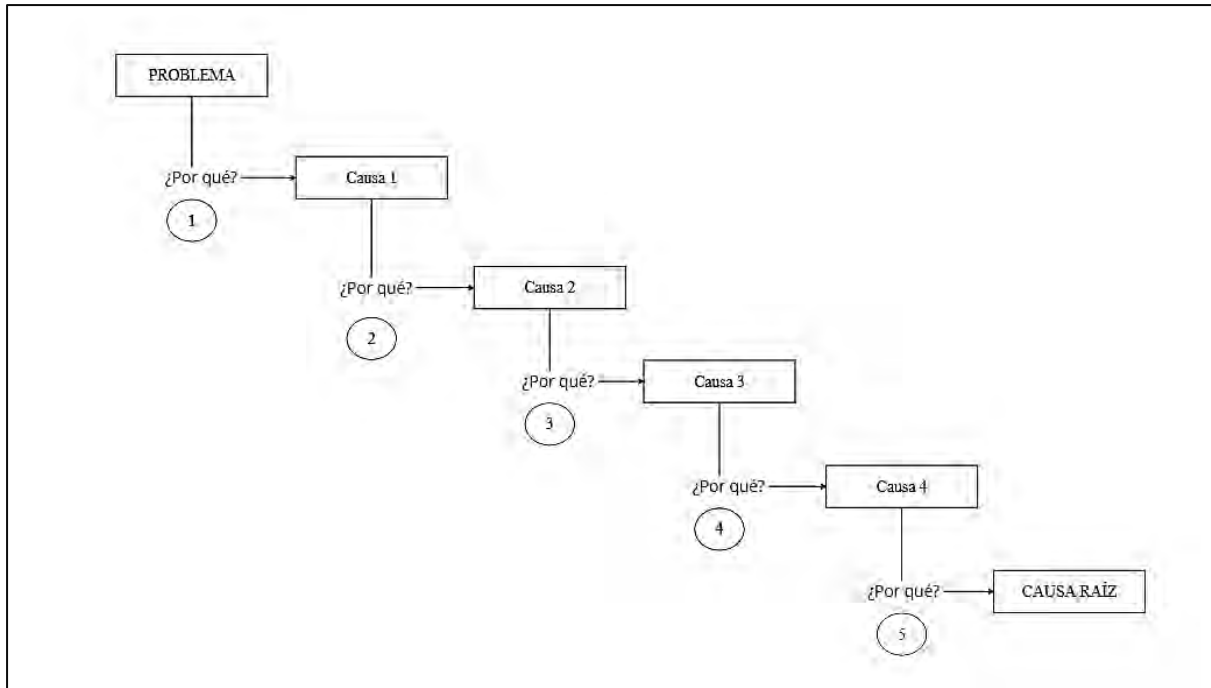 PROBLEMA
¿Por qué?
Causa 1
1
¿Por qué?
Causa 2
2
¿Por qué?
Causa 3
3
¿Por qué?
Causa 4
4
¿Por qué?
CAUSA RAÍZ
5